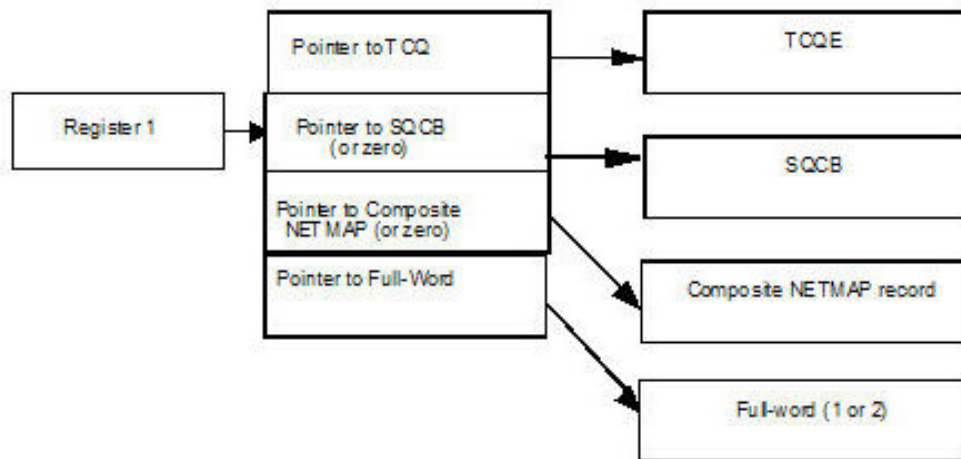 Register 1
Pointer to TCQ
Pointer to SQCB
(or zero)
Pointer to Composite
NETMAP (or zero)
Pointer to Full-Word
TCQE
SQCB
Composite NETMAP record
Full-word (1 or 2)